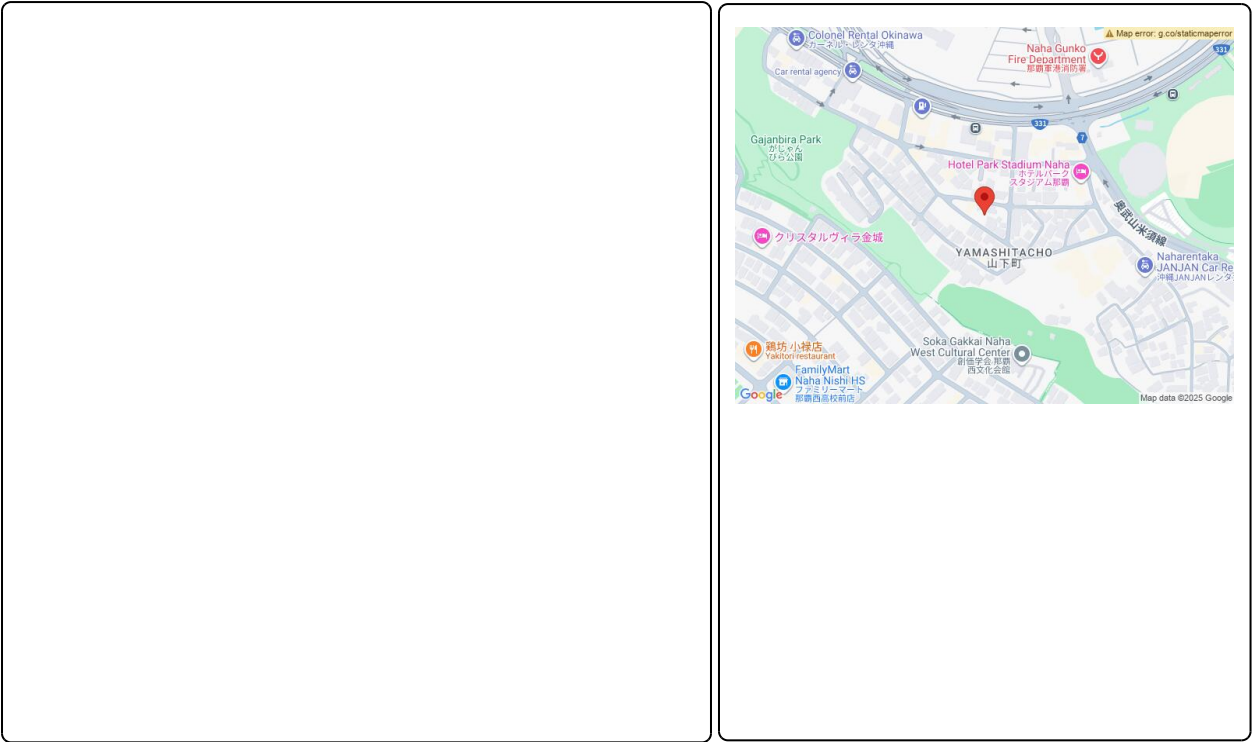 Colonel Rental Okinawa
カーネル・レンタ沖縄
Map error: g.co/staticmaperror
Naha Gunko
Fire Department
那覇軍港消防署
331
Car rental agency
331
7
Gajanbira Park
がじゃん
びら公園
Hotel Park Stadium Naha
ホテルパーク
スタジアム那覇
奥武山米須線
クリスタルヴィラ金城
YAMASHITACHO
山下町
Naharentaka
JANJAN Car Re
沖縄JANJANレンタ
Soka Gakkai Naha
West Cultural Center
創価学会 那覇
西文化会館
鶏坊 小禄店
Yakitori restaurant
FamilyMart
Naha Nishi HS
ファミリーマート
那覇西高校前店
Google
Map data ©2025 Google